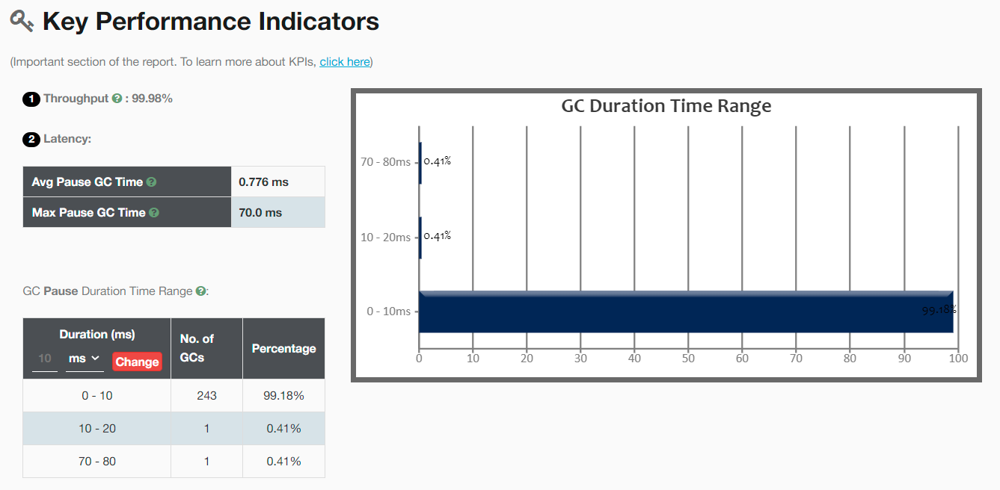 Key Performance Indicators
(Important section of the report. To learn more about KPIs, click here)
1 Throughput ? : 99.98%
2 Latency:
Avg Pause GC Time ? 0.776 ms
Max Pause GC Time ? 70.0 ms
GC Pause Duration Time Range ?:
Duration (ms)
10 ms Change
No. of
GCs
Percentage
0 - 10 243 99.18%
10 - 20 1 0.41%
70 - 80 1 0.41%
GC Duration Time Range
70 - 80ms 0.41%
10 - 20ms 0.41%
0 - 10ms 99.18%
0 10 20 30 40 50 60 70 80 90 100